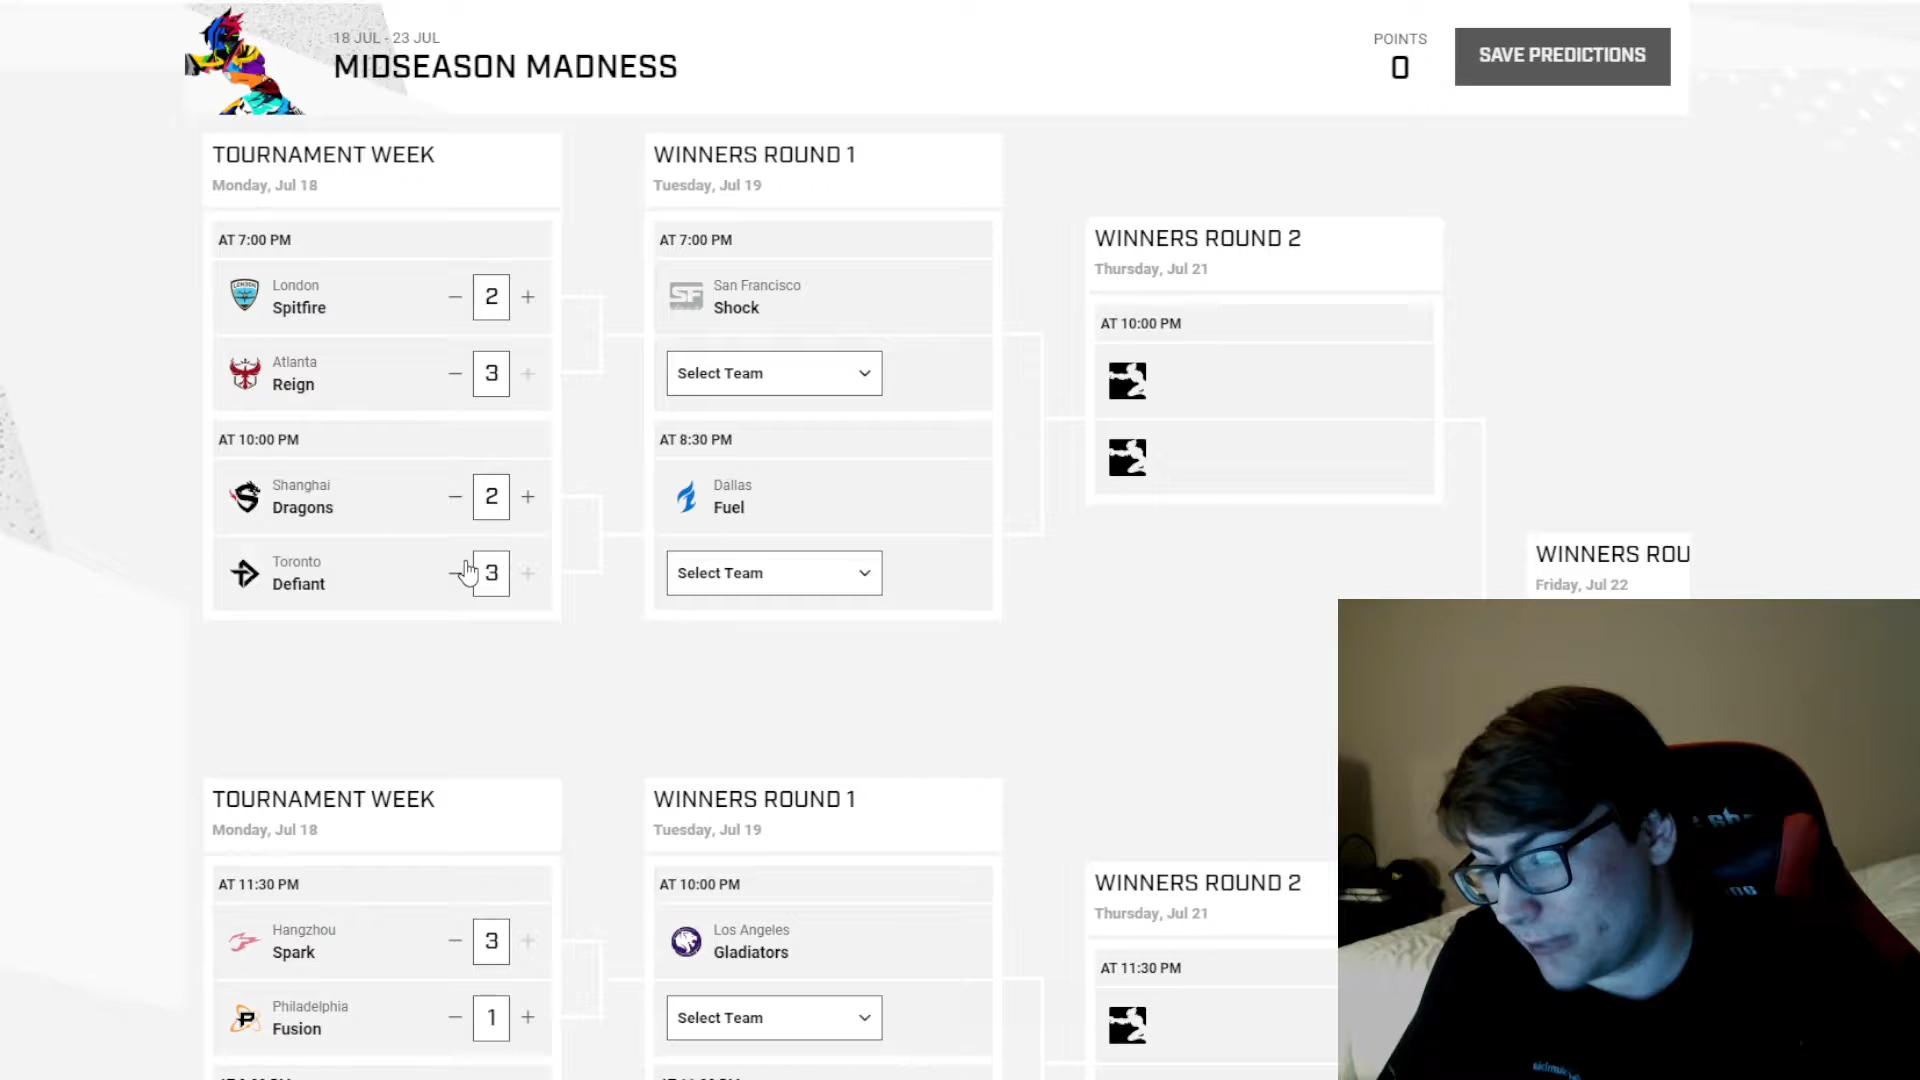 18 JUL - 23 JUL
MIDSEASON MADNESS
POINTS
0
SAVE PREDICTIONS
TOURNAMENT WEEK
Monday, Jul 18
AT 7:00 PM
London
Spitfire
— 2 +
Atlanta
Reign
— 3 +
AT 10:00 PM
Shanghai
Dragons
— 2 +
Toronto
Defiant
— 3 +
WINNERS ROUND 1
Tuesday, Jul 19
AT 7:00 PM
SF
San Francisco
Shock
Select Team
AT 8:30 PM
Dallas
Fuel
Select Team
WINNERS ROUND 2
Thursday, Jul 21
AT 10:00 PM
WINNERS ROU
Friday, Jul 22
TOURNAMENT WEEK
Monday, Jul 18
AT 11:30 PM
Hangzhou
Spark
— 3 +
Philadelphia
Fusion
— 1 +
WINNERS ROUND 1
Tuesday, Jul 19
AT 10:00 PM
Los Angeles
Gladiators
Select Team
WINNERS ROUND 2
Thursday, Jul 21
AT 11:30 PM